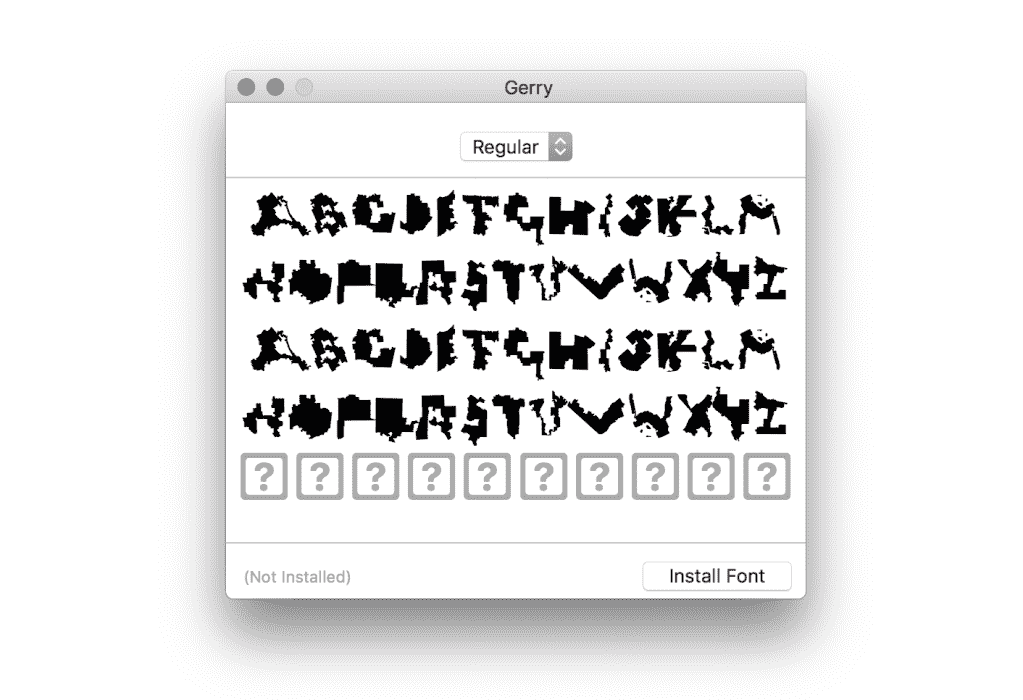 Gerry
Regular
ABCDEFGHIJKLM
NOPQRSTUVWXYZ
ABCDEFGHIJKLM
NOPQRSTUVWXYZ
??????????
(Not Installed)
Install Font